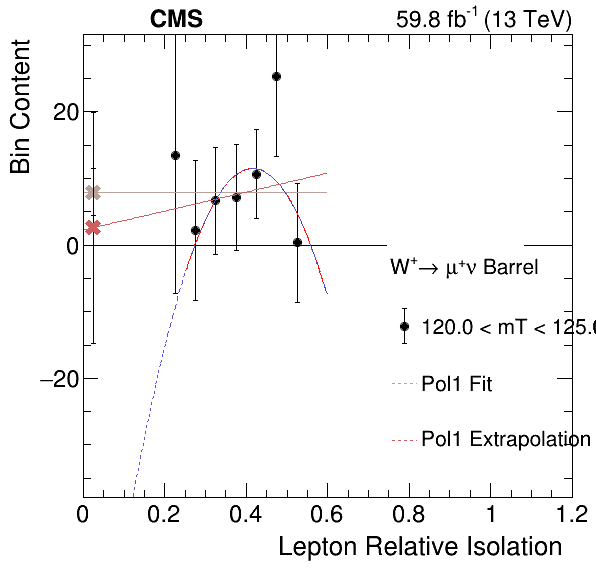 CMS 59.8 fb⁻¹ (13 TeV)
Bin Content
20
0
−20
W⁺→ μ⁺ν Barrel
120.0 < mT < 125.0
Pol1 Fit
Pol1 Extrapolation
0 0.2 0.4 0.6 0.8 1 1.2
Lepton Relative Isolation